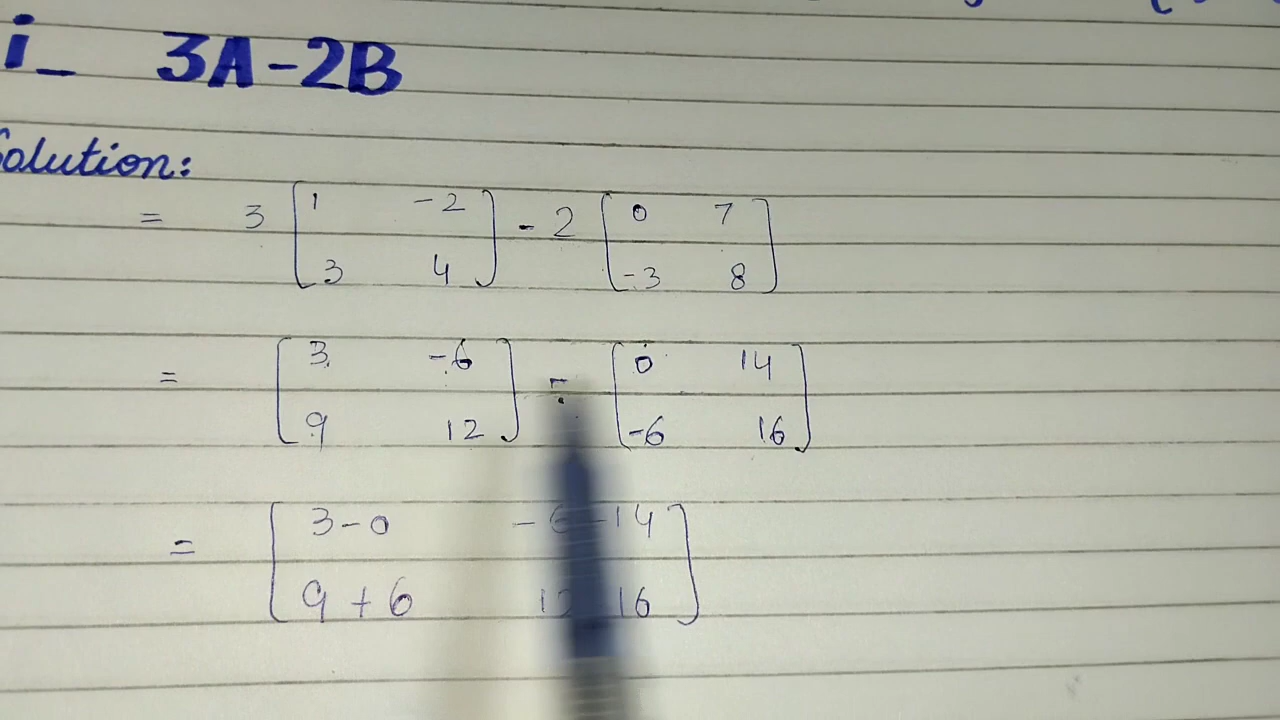 i_ 3A-2B
Solution:
= 3 [1 -2 - 2 [0 7
3 4] -3 8]
= [3 -6 - [0 14
9 12] -6 16]
= [3-0 -6-14
9+6 12 16]